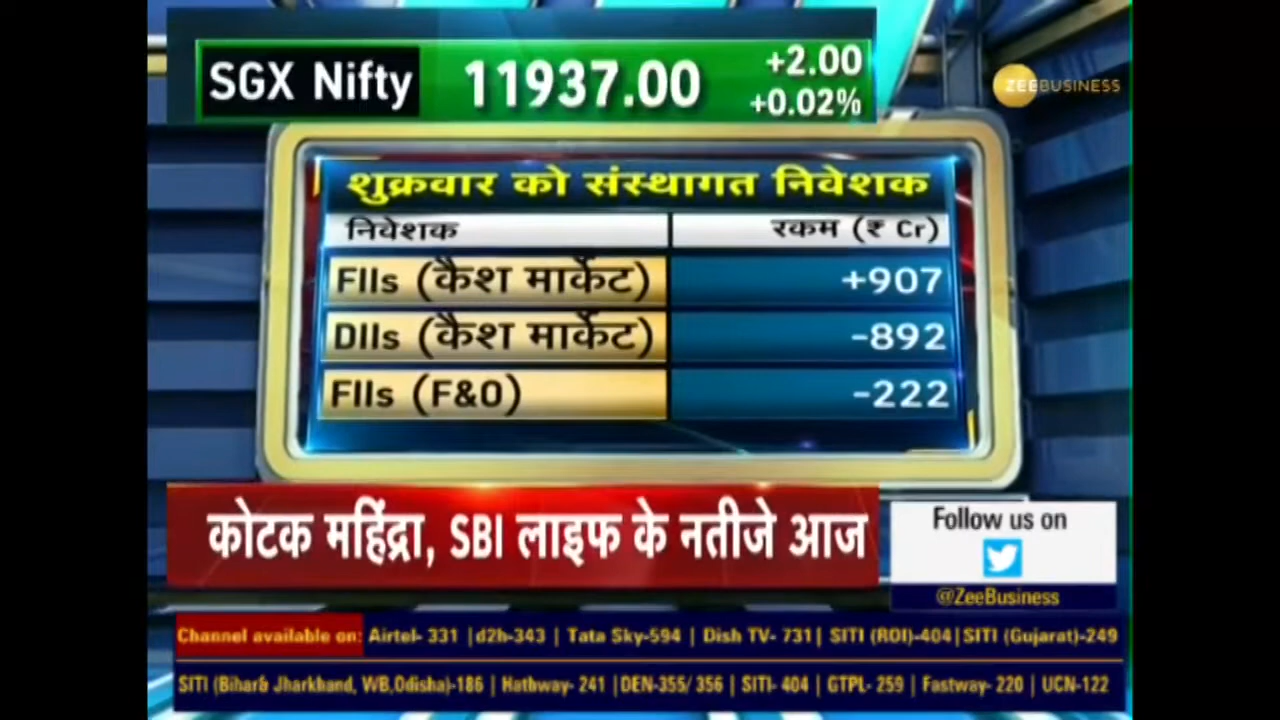 SGX Nifty 11937.00 +2.00
+0.02%
ZEEBUSINESS
शुक्रवार को संस्थागत निवेशक
निवेशक रकम (₹ Cr)
FIIs (कैश मार्केट) +907
DIIs (कैश मार्केट) -892
FIIs (F&O) -222
कोटक महिंद्रा, SBI लाइफ के नतीजे आज
Follow us on
@ZeeBusiness
Channel available on: Airtel- 331 | d2h-343 | Tata Sky-594 | Dish TV- 731 | SITI (ROI)-404 | SITI (Gujarat)-249
SITI (Bihar& Jharkhand, WB,Odisha)-186 | Hathway- 241 | DEN-355/ 356 | SITI- 404 | GTPL- 259 | Fastway- 220 | UCN-122